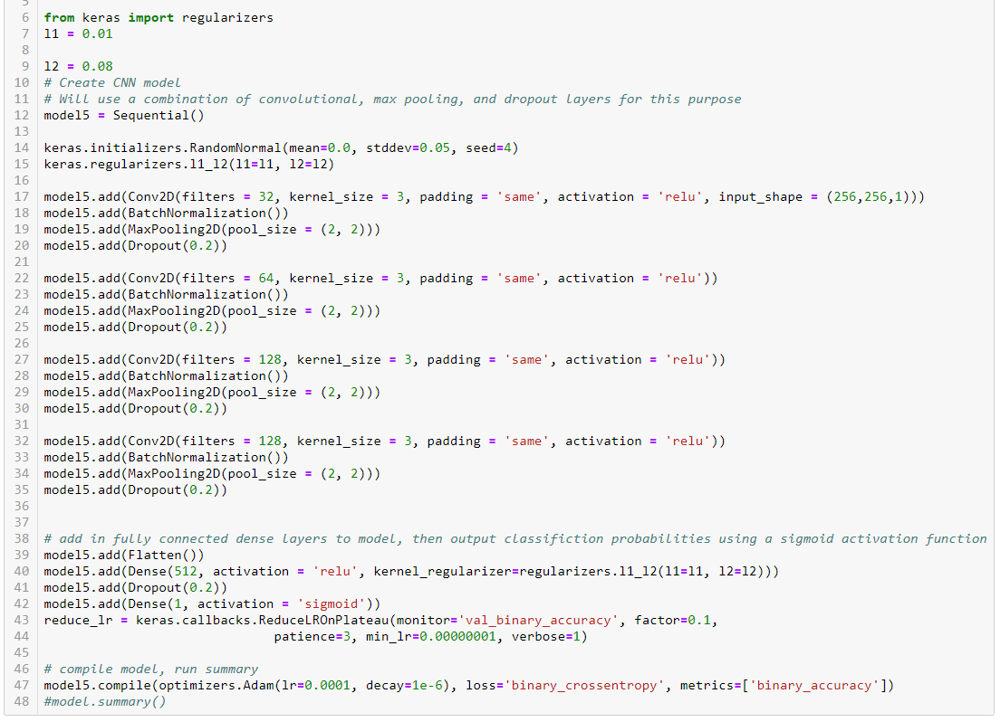 5
6 from keras import regularizers
7 l1 = 0.01
8
9 l2 = 0.08
10 # Create CNN model
11 # Will use a combination of convolutional, max pooling, and dropout layers for this purpose
12 model5 = Sequential()
13
14 keras.initializers.RandomNormal(mean=0.0, stddev=0.05, seed=4)
15 keras.regularizers.l1_l2(l1=l1, l2=l2)
16
17 model5.add(Conv2D(filters = 32, kernel_size = 3, padding = 'same', activation = 'relu', input_shape = (256,256,1)))
18 model5.add(BatchNormalization())
19 model5.add(MaxPooling2D(pool_size = (2, 2)))
20 model5.add(Dropout(0.2))
21
22 model5.add(Conv2D(filters = 64, kernel_size = 3, padding = 'same', activation = 'relu'))
23 model5.add(BatchNormalization())
24 model5.add(MaxPooling2D(pool_size = (2, 2)))
25 model5.add(Dropout(0.2))
26
27 model5.add(Conv2D(filters = 128, kernel_size = 3, padding = 'same', activation = 'relu'))
28 model5.add(BatchNormalization())
29 model5.add(MaxPooling2D(pool_size = (2, 2)))
30 model5.add(Dropout(0.2))
31
32 model5.add(Conv2D(filters = 128, kernel_size = 3, padding = 'same', activation = 'relu'))
33 model5.add(BatchNormalization())
34 model5.add(MaxPooling2D(pool_size = (2, 2)))
35 model5.add(Dropout(0.2))
36
37
38 # add in fully connected dense layers to model, then output classifiction probabilities using a sigmoid activation function
39 model5.add(Flatten())
40 model5.add(Dense(512, activation = 'relu', kernel_regularizer=regularizers.l1_l2(l1=l1, l2=l2)))
41 model5.add(Dropout(0.2))
42 model5.add(Dense(1, activation = 'sigmoid'))
43 reduce_lr = keras.callbacks.ReduceLROnPlateau(monitor='val_binary_accuracy', factor=0.1,
44 patience=3, min_lr=0.00000001, verbose=1)
45
46 # compile model, run summary
47 model5.compile(optimizers.Adam(lr=0.0001, decay=1e-6), loss='binary_crossentropy', metrics=['binary_accuracy'])
48 #model.summary()